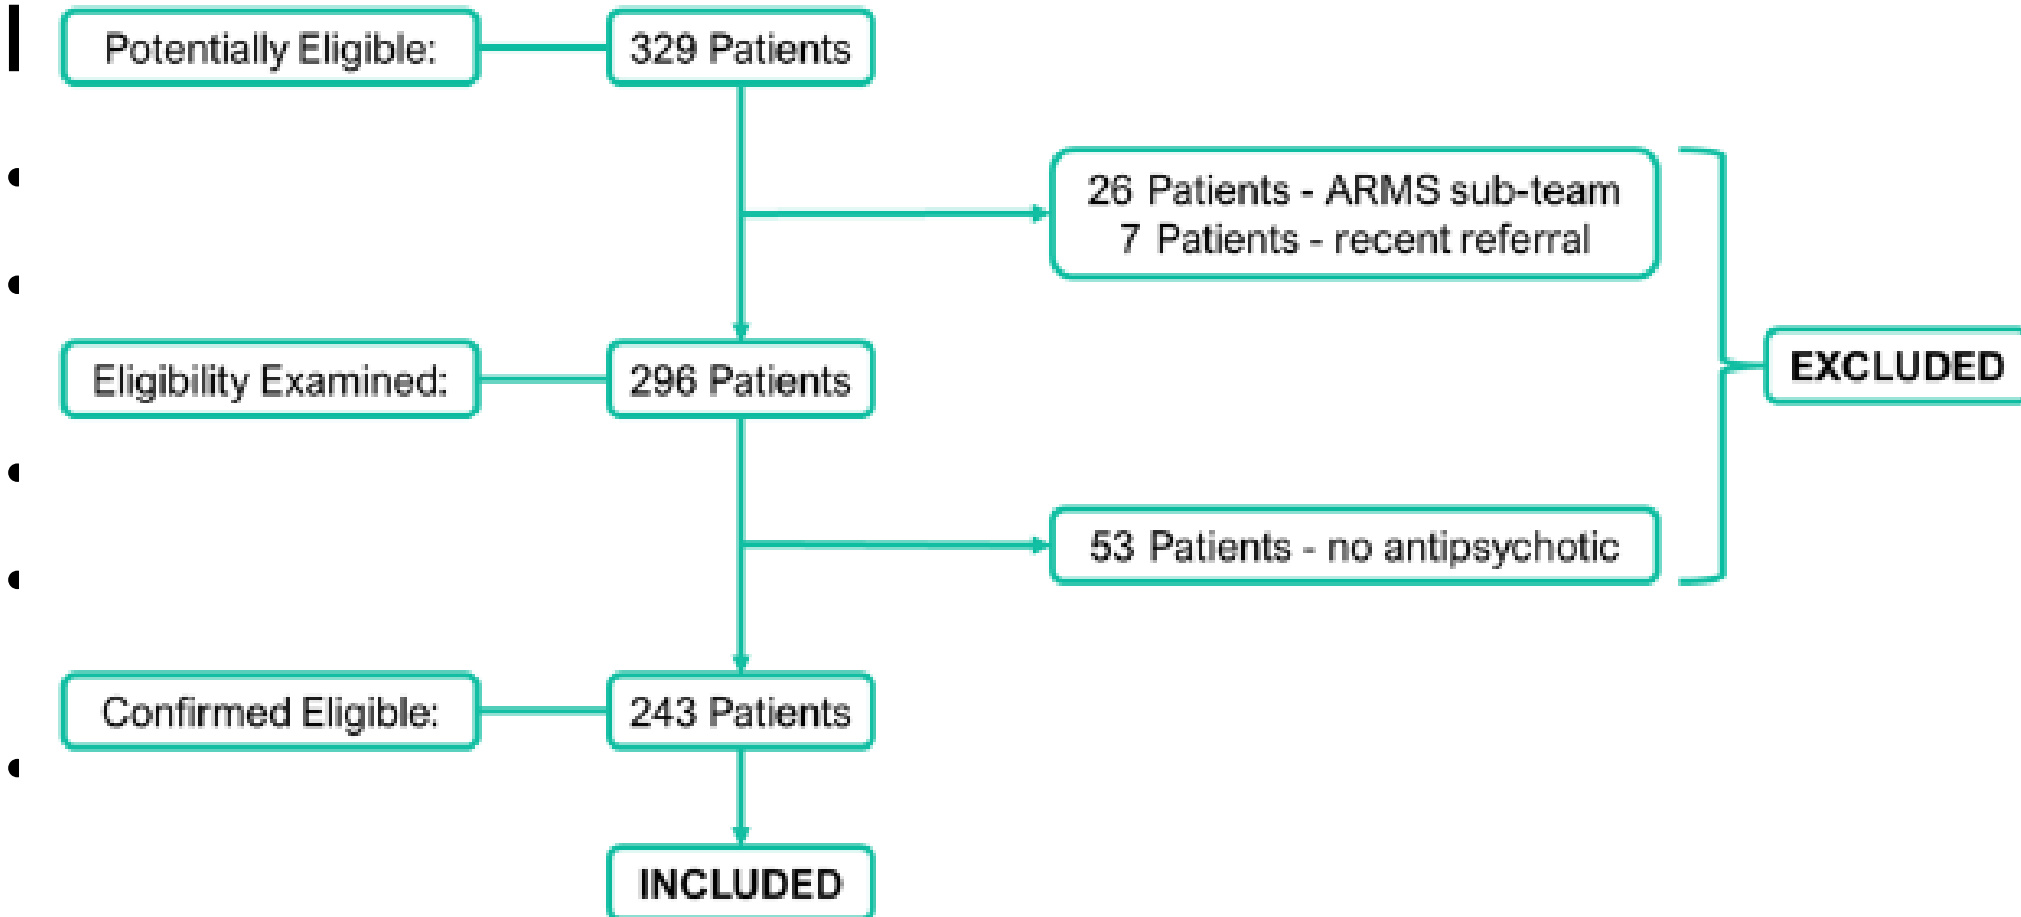 Potentially Eligible:
329 Patients
26 Patients - ARMS sub-team
7 Patients - recent referral
Eligibility Examined:
296 Patients
EXCLUDED
53 Patients - no antipsychotic
Confirmed Eligible:
243 Patients
INCLUDED